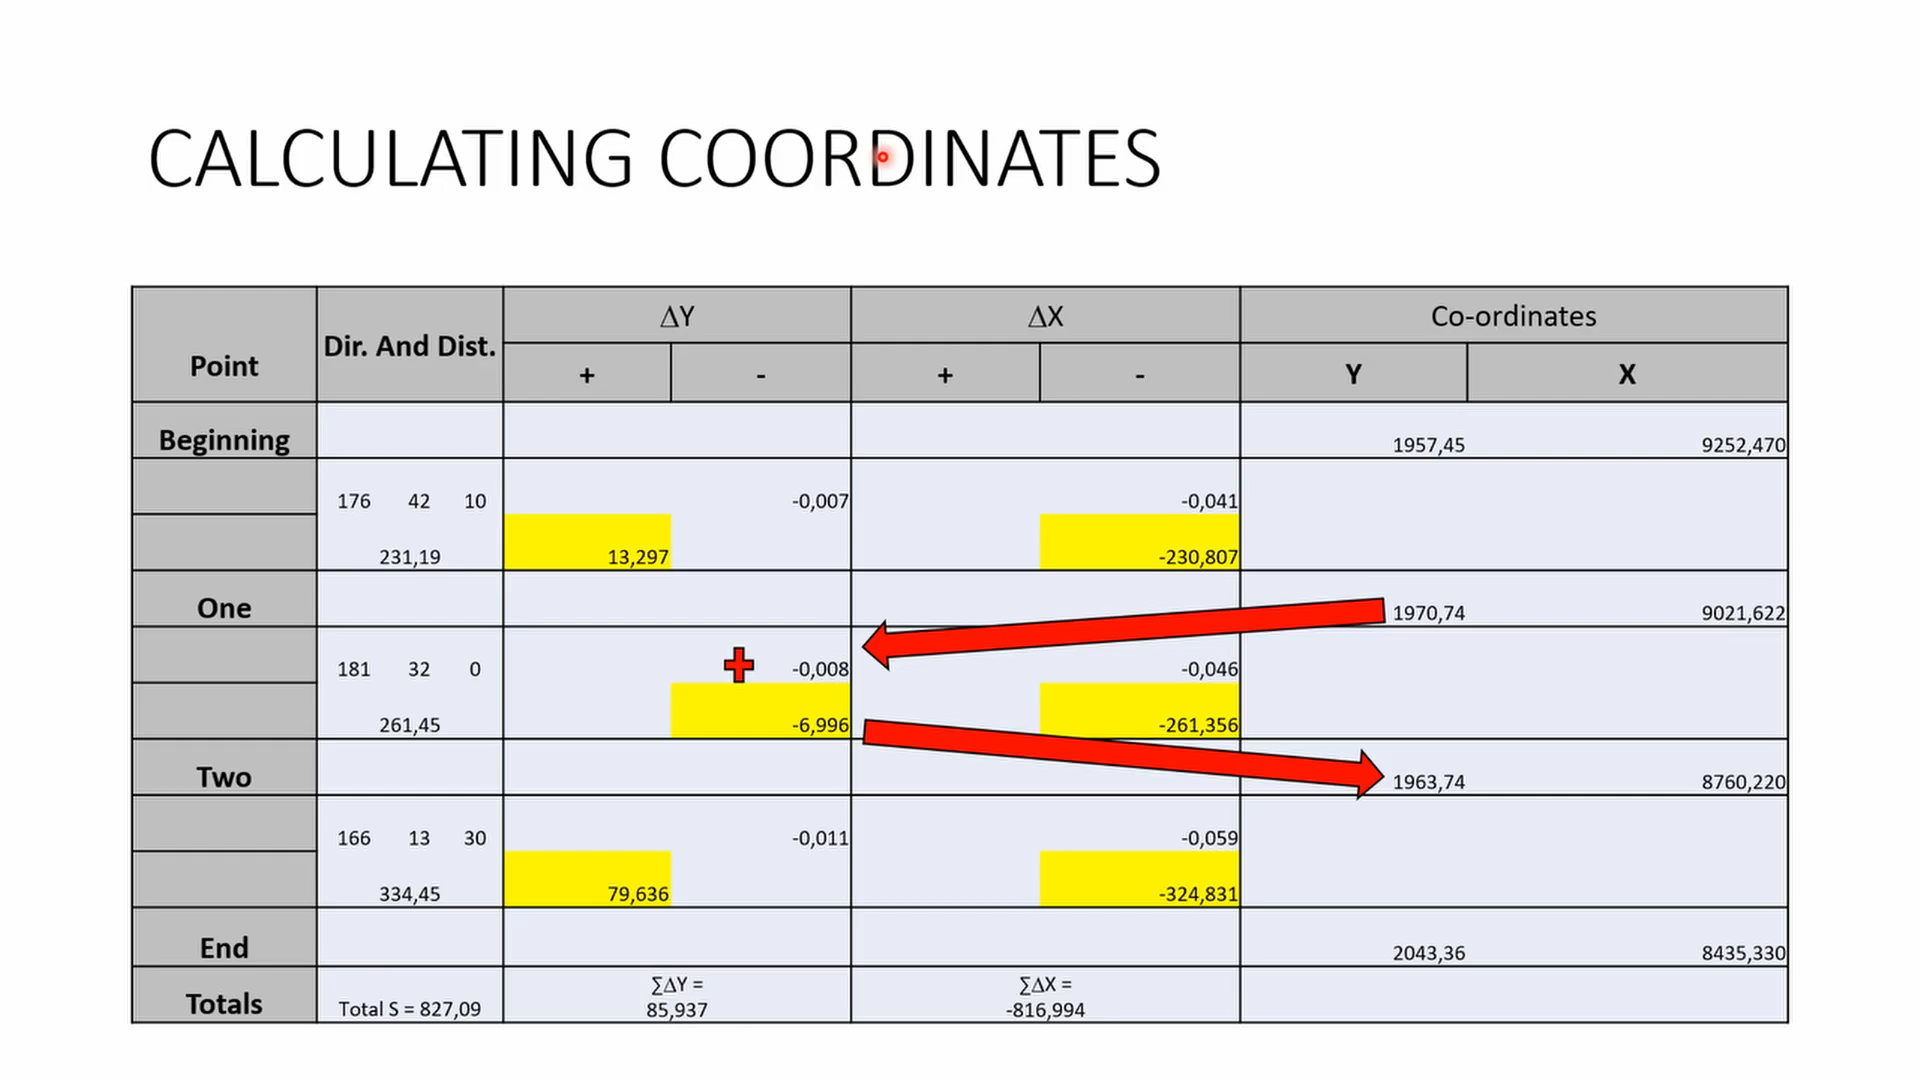 CALCULATING COORDINATES
Point Dir. And Dist. ΔY ΔX Co-ordinates
+ - + - Y X
Beginning 1957,45 9252,470
176 42 10 -0,007 -0,041
231,19 13,297 -230,807
One 1970,74 9021,622
181 32 0 -0,008 -0,046
261,45 -6,996 -261,356
Two 1963,74 8760,220
166 13 30 -0,011 -0,059
334,45 79,636 -324,831
End 2043,36 8435,330
Totals Total S = 827,09 ∑ΔY = 85,937 ∑ΔX = -816,994